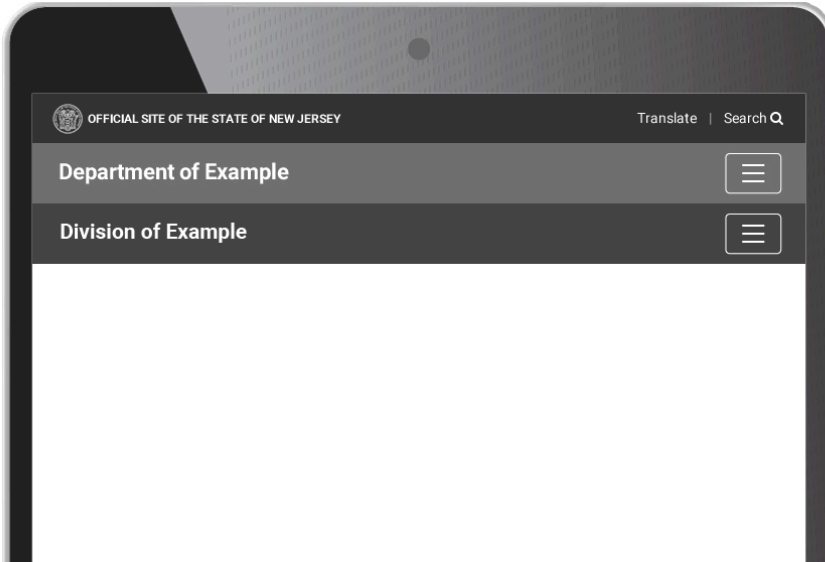 OFFICIAL SITE OF THE STATE OF NEW JERSEY Translate | Search
Department of Example
Division of Example